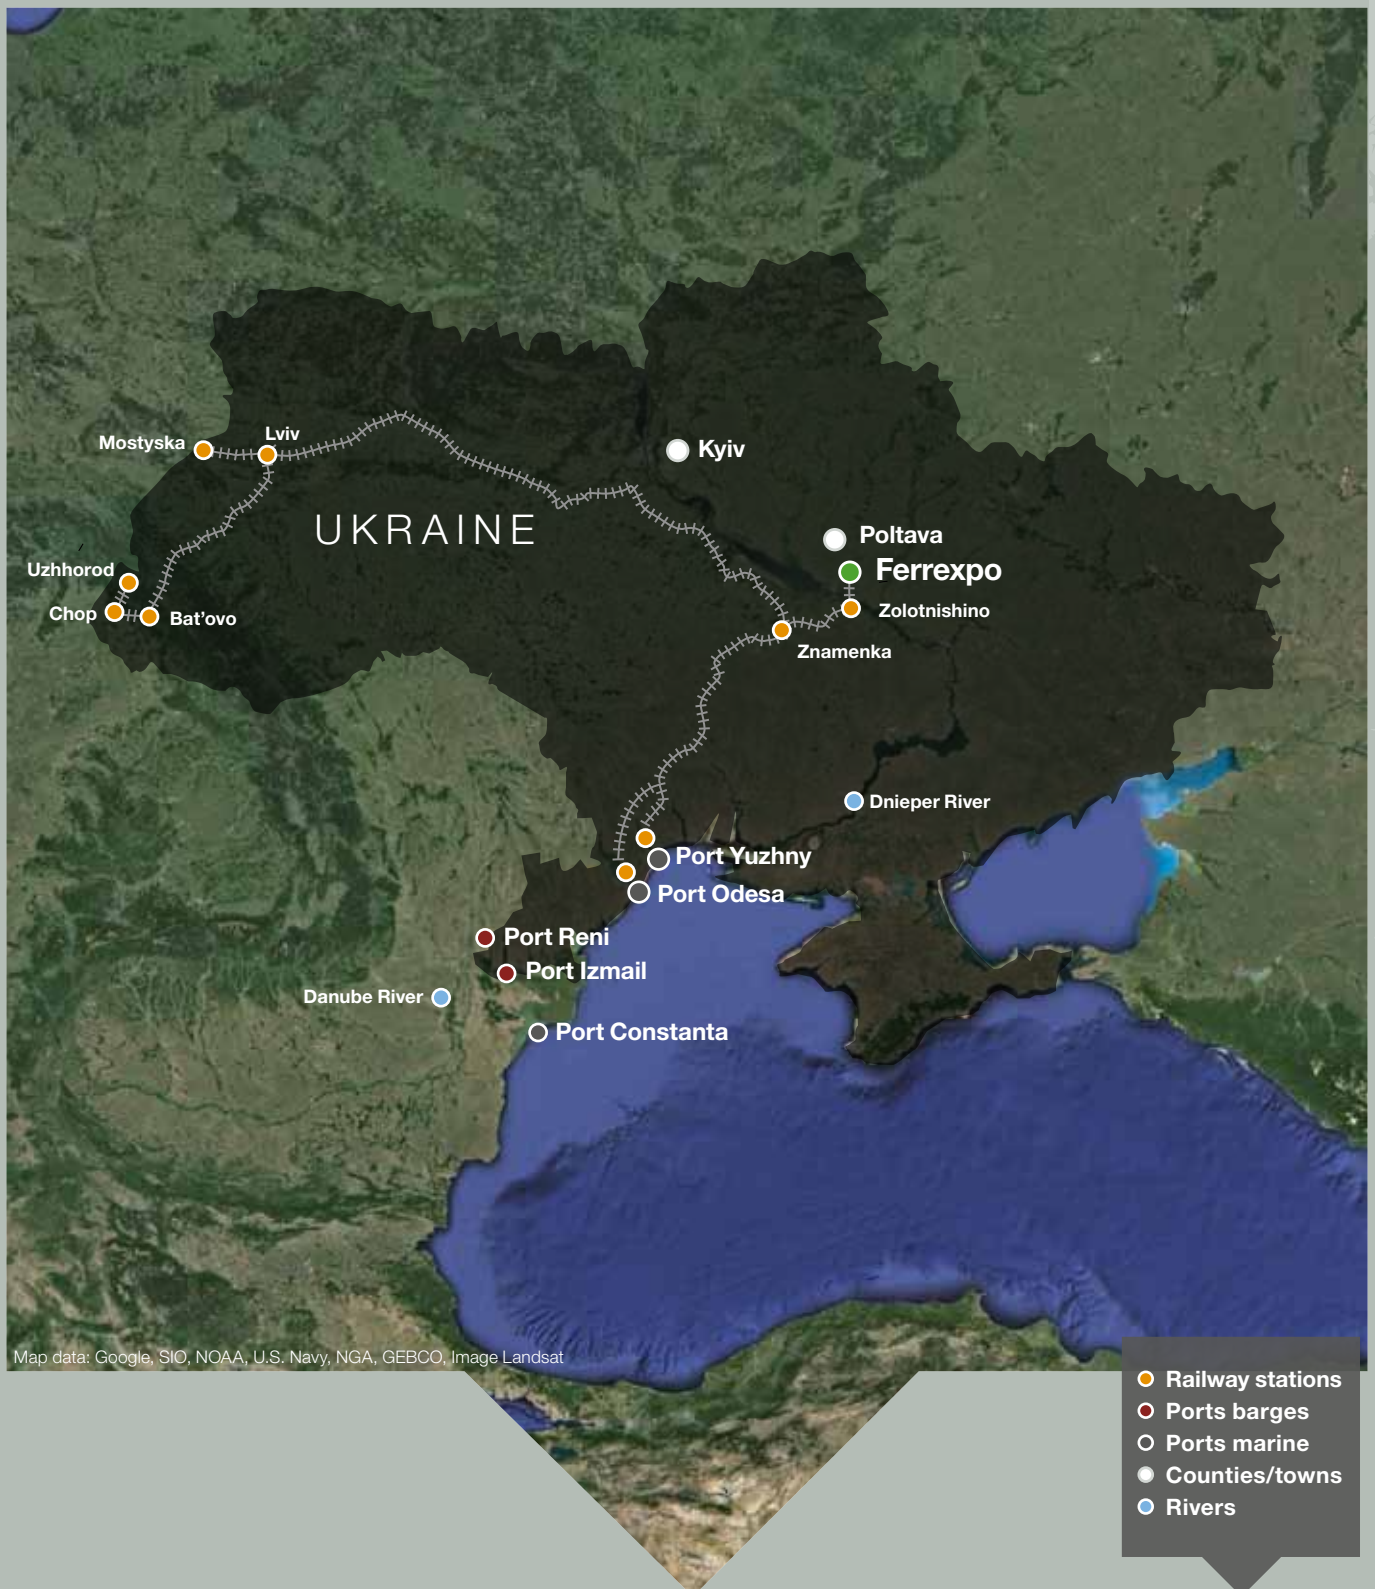 Lviv
Mostyska
Kyiv
UKRAINE
Poltava
Ferrexpo
Uzhhorod
Chop
Bat'ovo
Zolotnishino
Znamenka
Dnieper River
Port Yuzhny
Port Odesa
Port Reni
Port Izmail
Danube River
Port Constanta
Map data: Google, SIO, NOAA, U.S. Navy, NGA, GEBCO, Image Landsat
Railway stations
Ports barges
Ports marine
Counties/towns
Rivers